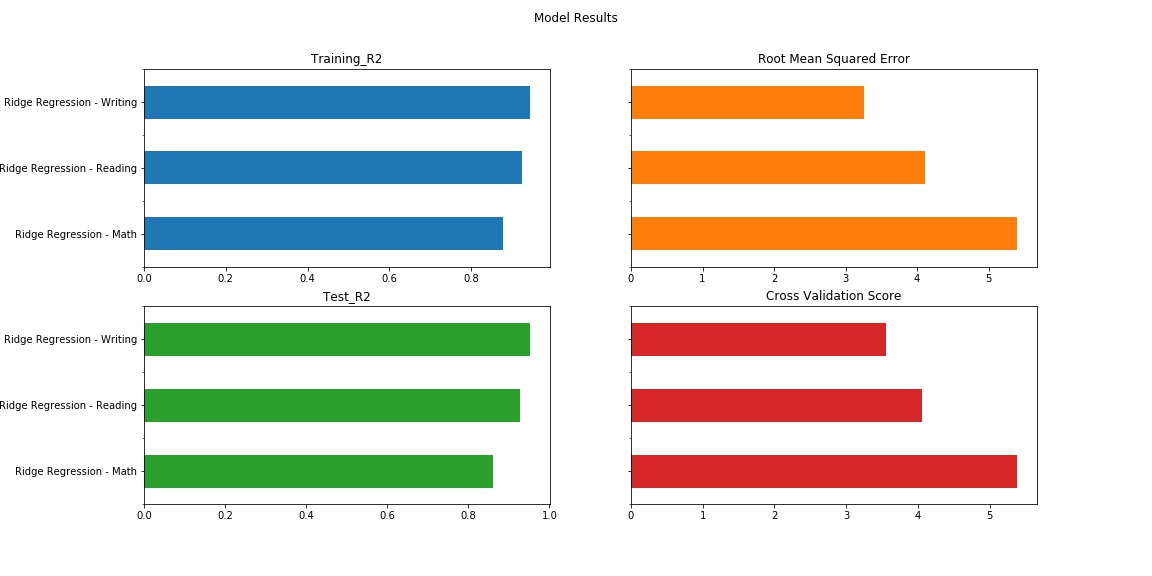 Model Results
Training_R2
Ridge Regression - Writing
Ridge Regression - Reading
Ridge Regression - Math
0.0 0.2 0.4 0.6 0.8
Root Mean Squared Error
0 1 2 3 4 5
Test_R2
Ridge Regression - Writing
Ridge Regression - Reading
Ridge Regression - Math
0.0 0.2 0.4 0.6 0.8 1.0
Cross Validation Score
0 1 2 3 4 5